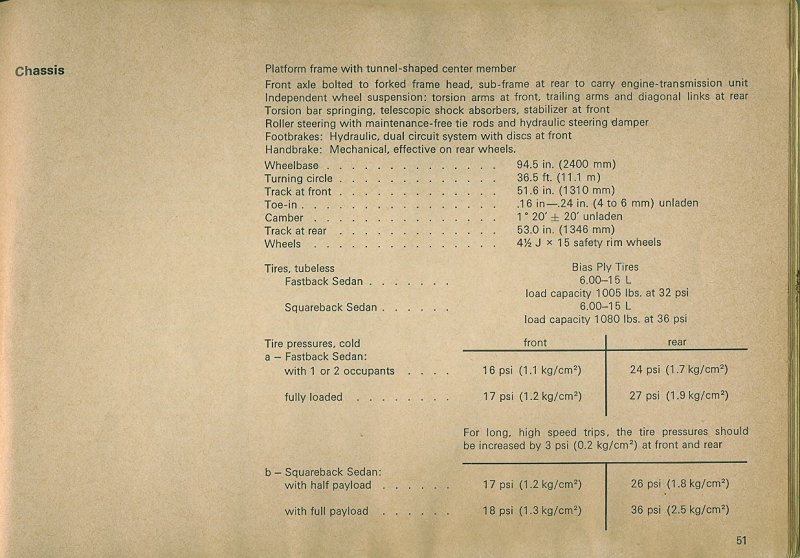 Chassis
Platform frame with tunnel-shaped center member
Front axle bolted to forked frame head, sub-frame at rear to carry engine-transmission unit
Independent wheel suspension: torsion arms at front, trailing arms and diagonal links at rear
Torsion bar springing, telescopic shock absorbers, stabilizer at front
Roller steering with maintenance-free tie rods and hydraulic steering damper
Footbrakes: Hydraulic, dual circuit system with discs at front
Handbrake: Mechanical, effective on rear wheels.
Wheelbase . . . . . . . . . . . . . . 94.5 in. (2400 mm)
Turning circle . . . . . . . . . . . . . 36.5 ft. (11.1 m)
Track at front . . . . . . . . . . . . . 51.6 in. (1310 mm)
Toe-in . . . . . . . . . . . . . . . .16 in—.24 in. (4 to 6 mm) unladen
Camber . . . . . . . . . . . . . . . 1° 20′ ± 20′ unladen
Track at rear . . . . . . . . . . . . . 53.0 in. (1346 mm)
Wheels . . . . . . . . . . . . . . . 4½ J × 15 safety rim wheels
Tires, tubeless Bias Ply Tires
Fastback Sedan . . . . . . . 6.00–15 L
load capacity 1005 lbs. at 32 psi
Squareback Sedan . . . . . . 6.00–15 L
load capacity 1080 lbs. at 36 psi
Tire pressures, cold front rear
a – Fastback Sedan:
with 1 or 2 occupants . . . . 16 psi (1.1 kg/cm²) 24 psi (1.7 kg/cm²)
fully loaded . . . . . . . . 17 psi (1.2 kg/cm²) 27 psi (1.9 kg/cm²)
For long, high speed trips, the tire pressures should
be increased by 3 psi (0.2 kg/cm²) at front and rear
b – Squareback Sedan:
with half payload . . . . . . 17 psi (1.2 kg/cm²) 26 psi (1.8 kg/cm²)
with full payload . . . . . . 18 psi (1.3 kg/cm²) 36 psi (2.5 kg/cm²)
51